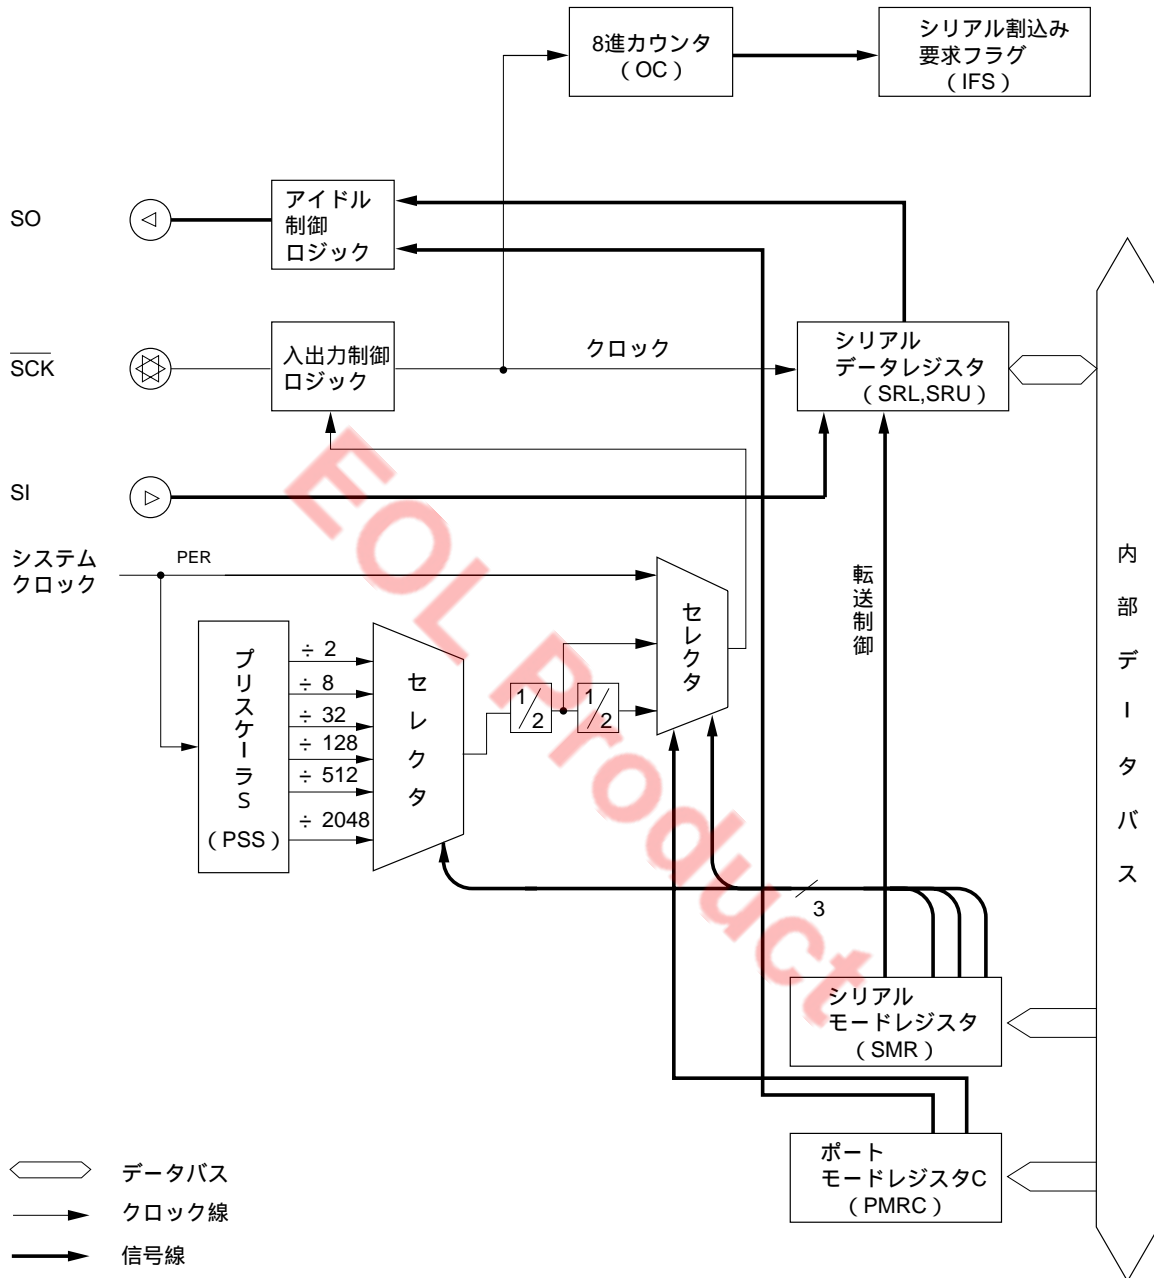 8進カウンタ
(OC)
シリアル割込み
要求フラグ
(IFS)
SO
アイドル
制御
ロジック
SCK
入出力制御
ロジック
クロック
シリアル
データレジスタ
(SRL,SRU)
SI
システム
クロック
PER
プリスケーラS
(PSS)
÷ 2
÷ 8
÷ 32
÷ 128
÷ 512
÷ 2048
セレクタ
1/2
1/2
セレクタ
転送制御
内部データバス
3
シリアル
モードレジスタ
(SMR)
ポート
モードレジスタC
(PMRC)
データバス
クロック線
信号線
EOL Product